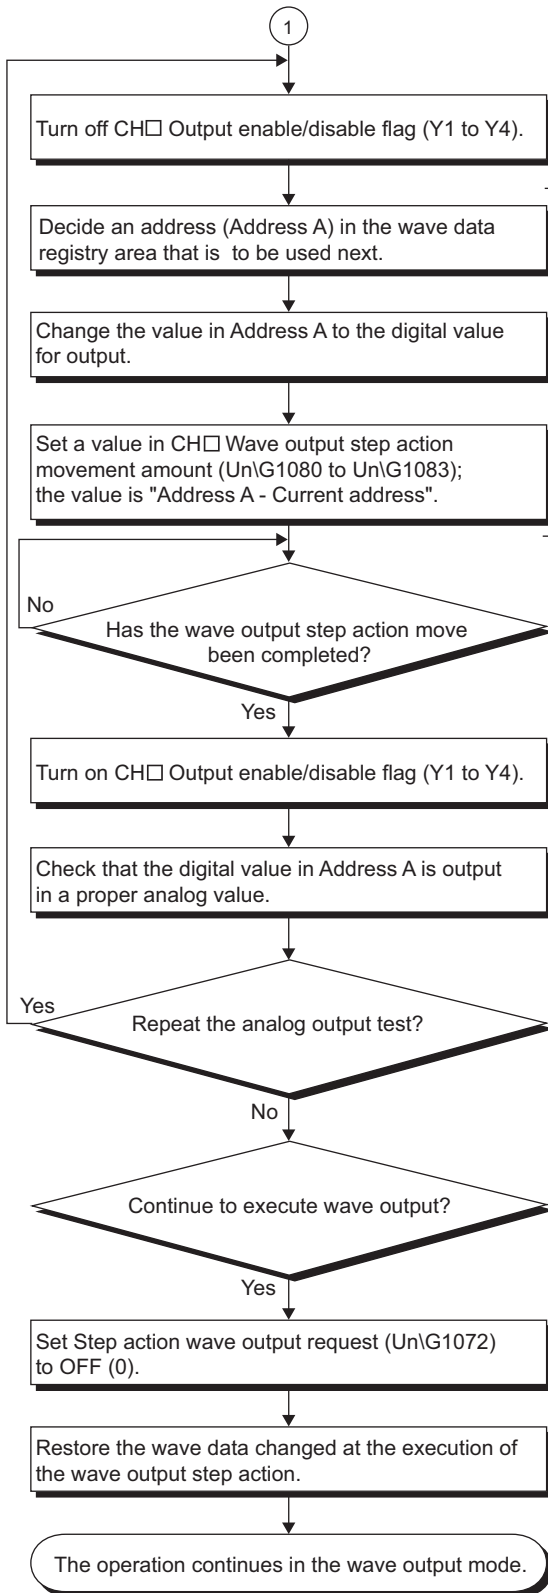 1
Turn off CH□ Output enable/disable flag (Y1 to Y4).
Decide an address (Address A) in the wave data
registry area that is to be used next.
Change the value in Address A to the digital value
for output.
Set a value in CH□ Wave output step action
movement amount (Un\G1080 to Un\G1083);
the value is "Address A - Current address".
No
Has the wave output step action move
been completed?
Yes
Turn on CH□ Output enable/disable flag (Y1 to Y4).
Check that the digital value in Address A is output
in a proper analog value.
Yes
Repeat the analog output test?
No
Continue to execute wave output?
Yes
Set Step action wave output request (Un\G1072)
to OFF (0).
Restore the wave data changed at the execution of
the wave output step action.
The operation continues in the wave output mode.